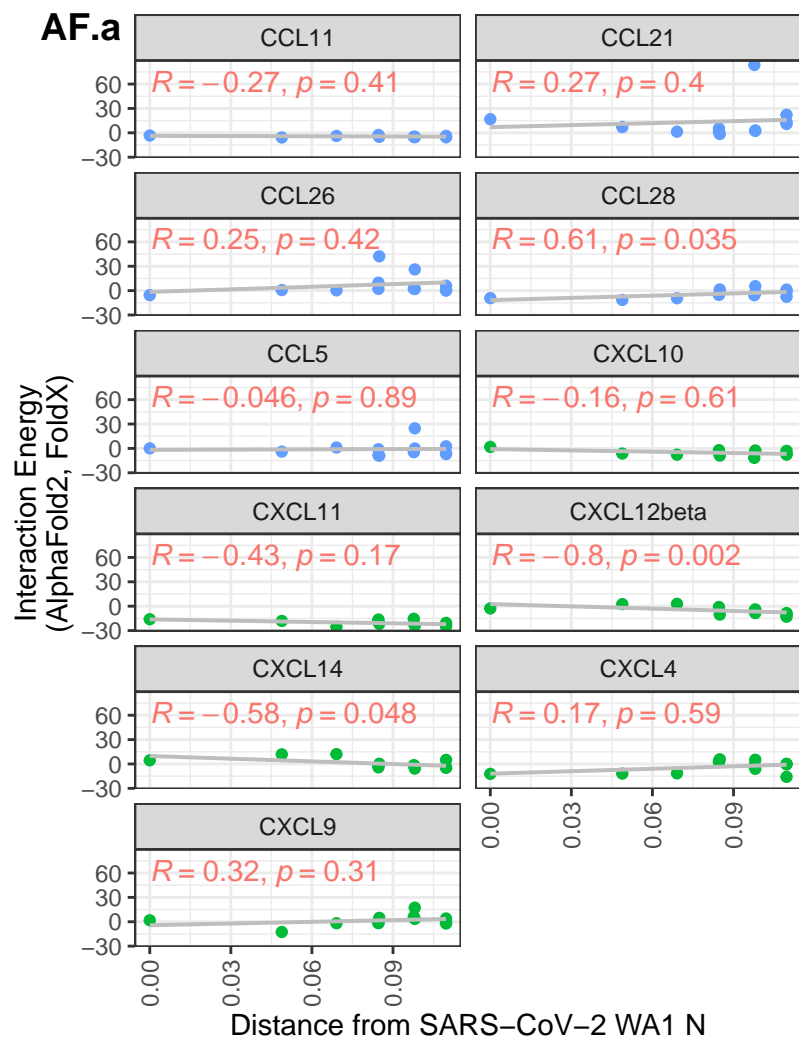 AF.a
CCL11
CCL21
60
30
0
−30
R = −0.27, p = 0.41
R = 0.27, p = 0.4
CCL26
CCL28
60
30
0
−30
R = 0.25, p = 0.42
R = 0.61, p = 0.035
CCL5
CXCL10
60
30
0
−30
R = −0.046, p = 0.89
R = −0.16, p = 0.61
CXCL11
CXCL12beta
60
30
0
−30
R = −0.43, p = 0.17
R = −0.8, p = 0.002
CXCL14
CXCL4
60
30
0
−30
R = −0.58, p = 0.048
R = 0.17, p = 0.59
0.00
0.03
0.06
0.09
CXCL9
60
30
0
−30
R = 0.32, p = 0.31
0.00
0.03
0.06
0.09
Interaction Energy
(AlphaFold2, FoldX)
Distance from SARS−CoV−2 WA1 N